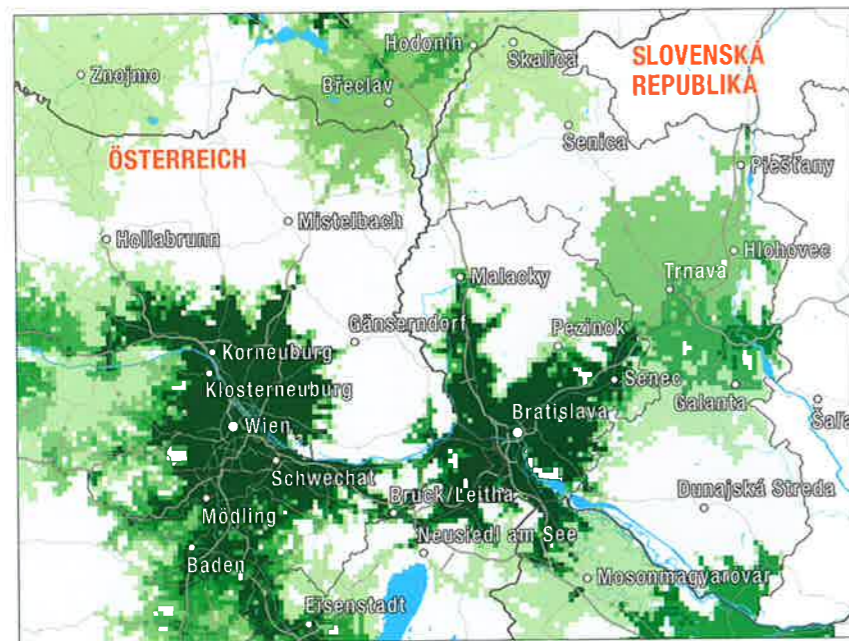 Hodonín
Skalica
Znojmo
SLOVENSKÁ
REPUBLIKA
Břeclav
Senica
ÖSTERREICH
Piešťany
Mistelbach
Hollabrunn
Hlohovec
Malacky
Trnava
Gänserndorf
Pezinok
Korneuburg
Klosterneuburg
Senec
Galanta
Bratislava
Šaľa
Wien
Schwechat
Bruck/Leitha
Dunajská Streda
Mödling
Neusiedl am See
Baden
Mosonmagyaróvár
Eisenstadt